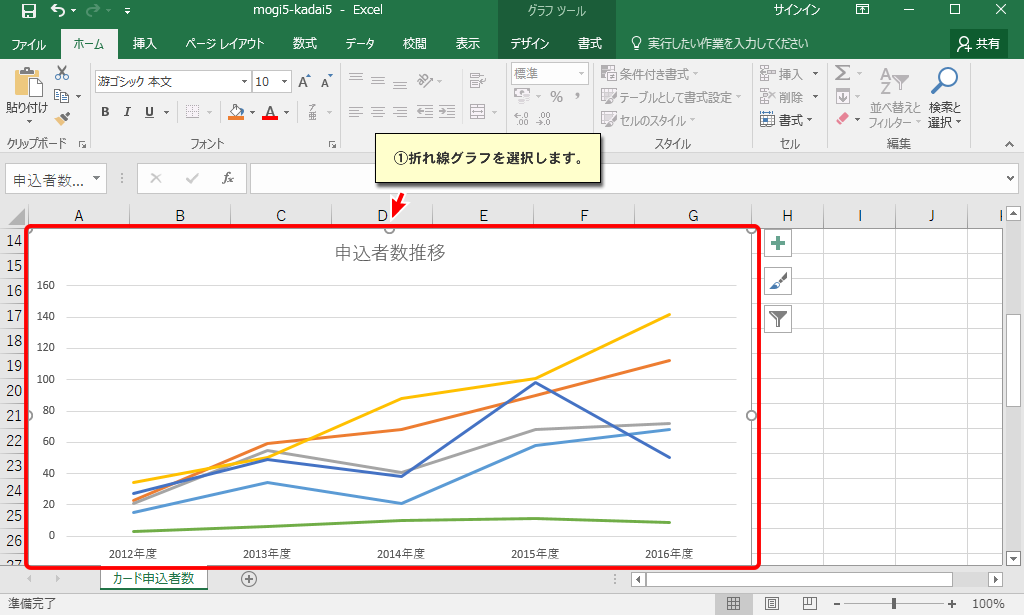 mogi5-kadai5 - Excel
グラフ ツール
サインイン
ファイル
ホーム
挿入
ページ レイアウト
数式
データ
校閲
表示
デザイン
書式
実行したい作業を入力してください
共有
貼り付け
クリップボード
游ゴシック 本文
10
A A
B I U
A
フォント
標準
%
条件付き書式
テーブルとして書式設定
セルのスタイル
スタイル
挿入
削除
書式
セル
Σ
並べ替えと
フィルター
検索と
選択
編集
①折れ線グラフを選択します。
申込者数...
fx
A B C D E F G H I J
14
15
16
17
18
19
20
21
22
23
24
25
26
27
申込者数推移
160
140
120
100
80
60
40
20
0
2012年度 2013年度 2014年度 2015年度 2016年度
カード申込者数
準備完了
100%